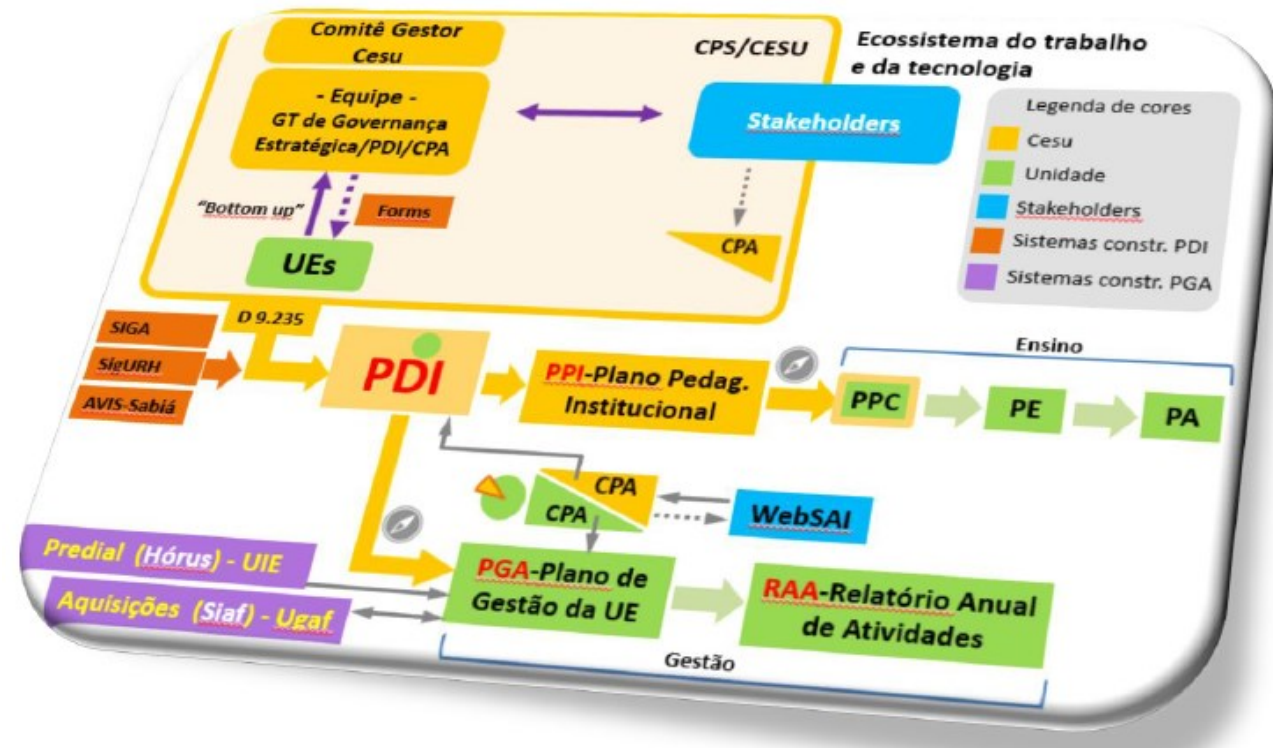 Comitê Gestor
Cesu
- Equipe -
GT de Governança
Estratégica/PDI/CPA
CPS/CESU
Ecossistema do trabalho
e da tecnologia
Stakeholders
Legenda de cores
Cesu
Unidade
Stakeholders
Sistemas constr. PDI
Sistemas constr. PGA
"Bottom up"
Forms
CPA
UEs
D 9.235
SIGA
SigURH
AVIS-Sabiá
PDI
PPI-Plano Pedag.
Institucional
Ensino
PPC
PE
PA
CPA
CPA
WebSAI
Predial (Hórus) - UIE
Aquisições (Siaf) - Ugaf
PGA-Plano de
Gestão da UE
RAA-Relatório Anual
de Atividades
Gestão